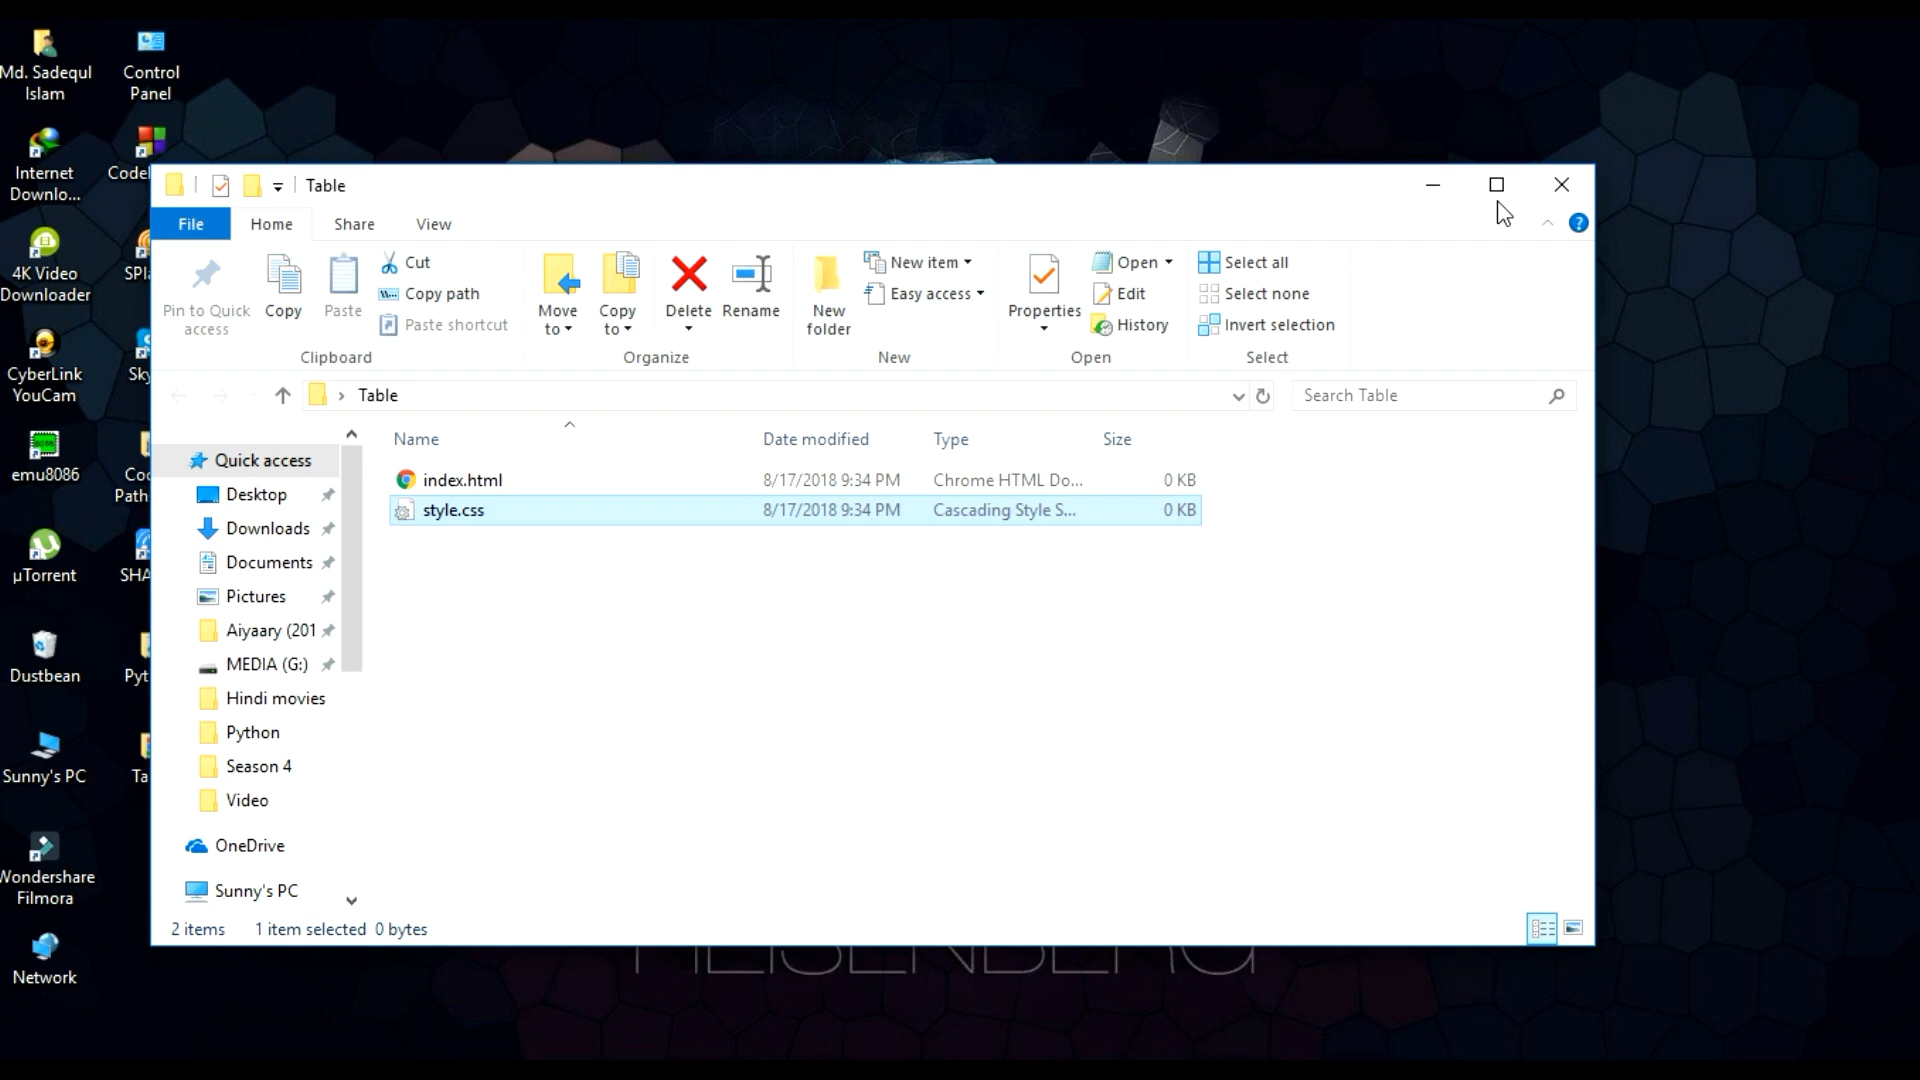 Md. Sadequl
Islam
Control
Panel
Internet
Downlo...
4K Video
Downloader
CyberLink
YouCam
emu8086
µTorrent
Dustbean
Sunny's PC
Wondershare
Filmora
Network
Table
File Home Share View
Pin to Quick
access
Copy
Paste
Cut
Copy path
Paste shortcut
Clipboard
Move
to
Copy
to
Delete
Rename
Organize
New
folder
New item
Easy access
New
Properties
Open
Edit
History
Open
Select all
Select none
Invert selection
Select
Table
Search Table
Name Date modified Type Size
index.html 8/17/2018 9:34 PM Chrome HTML Do... 0 KB
style.css 8/17/2018 9:34 PM Cascading Style S... 0 KB
Quick access
Desktop
Downloads
Documents
Pictures
Aiyaary (201
MEDIA (G:)
Hindi movies
Python
Season 4
Video
OneDrive
Sunny's PC
2 items 1 item selected 0 bytes